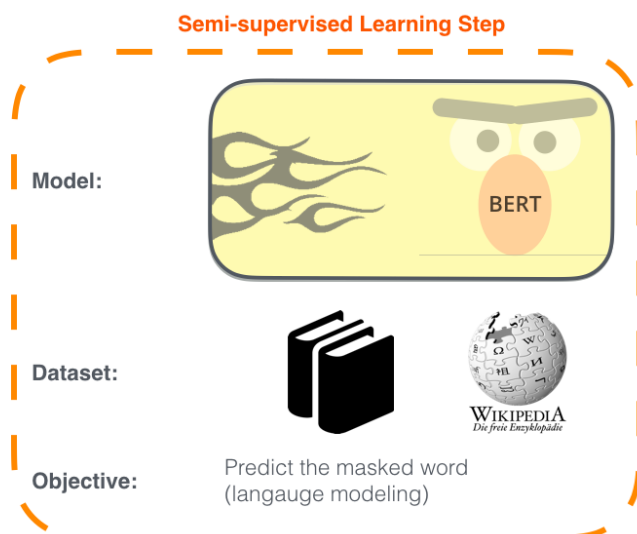 Semi-supervised Learning Step
Model:
BERT
Dataset:
WIKIPEDIA
Die freie Enzyklopädie
Objective:
Predict the masked word
(langauge modeling)